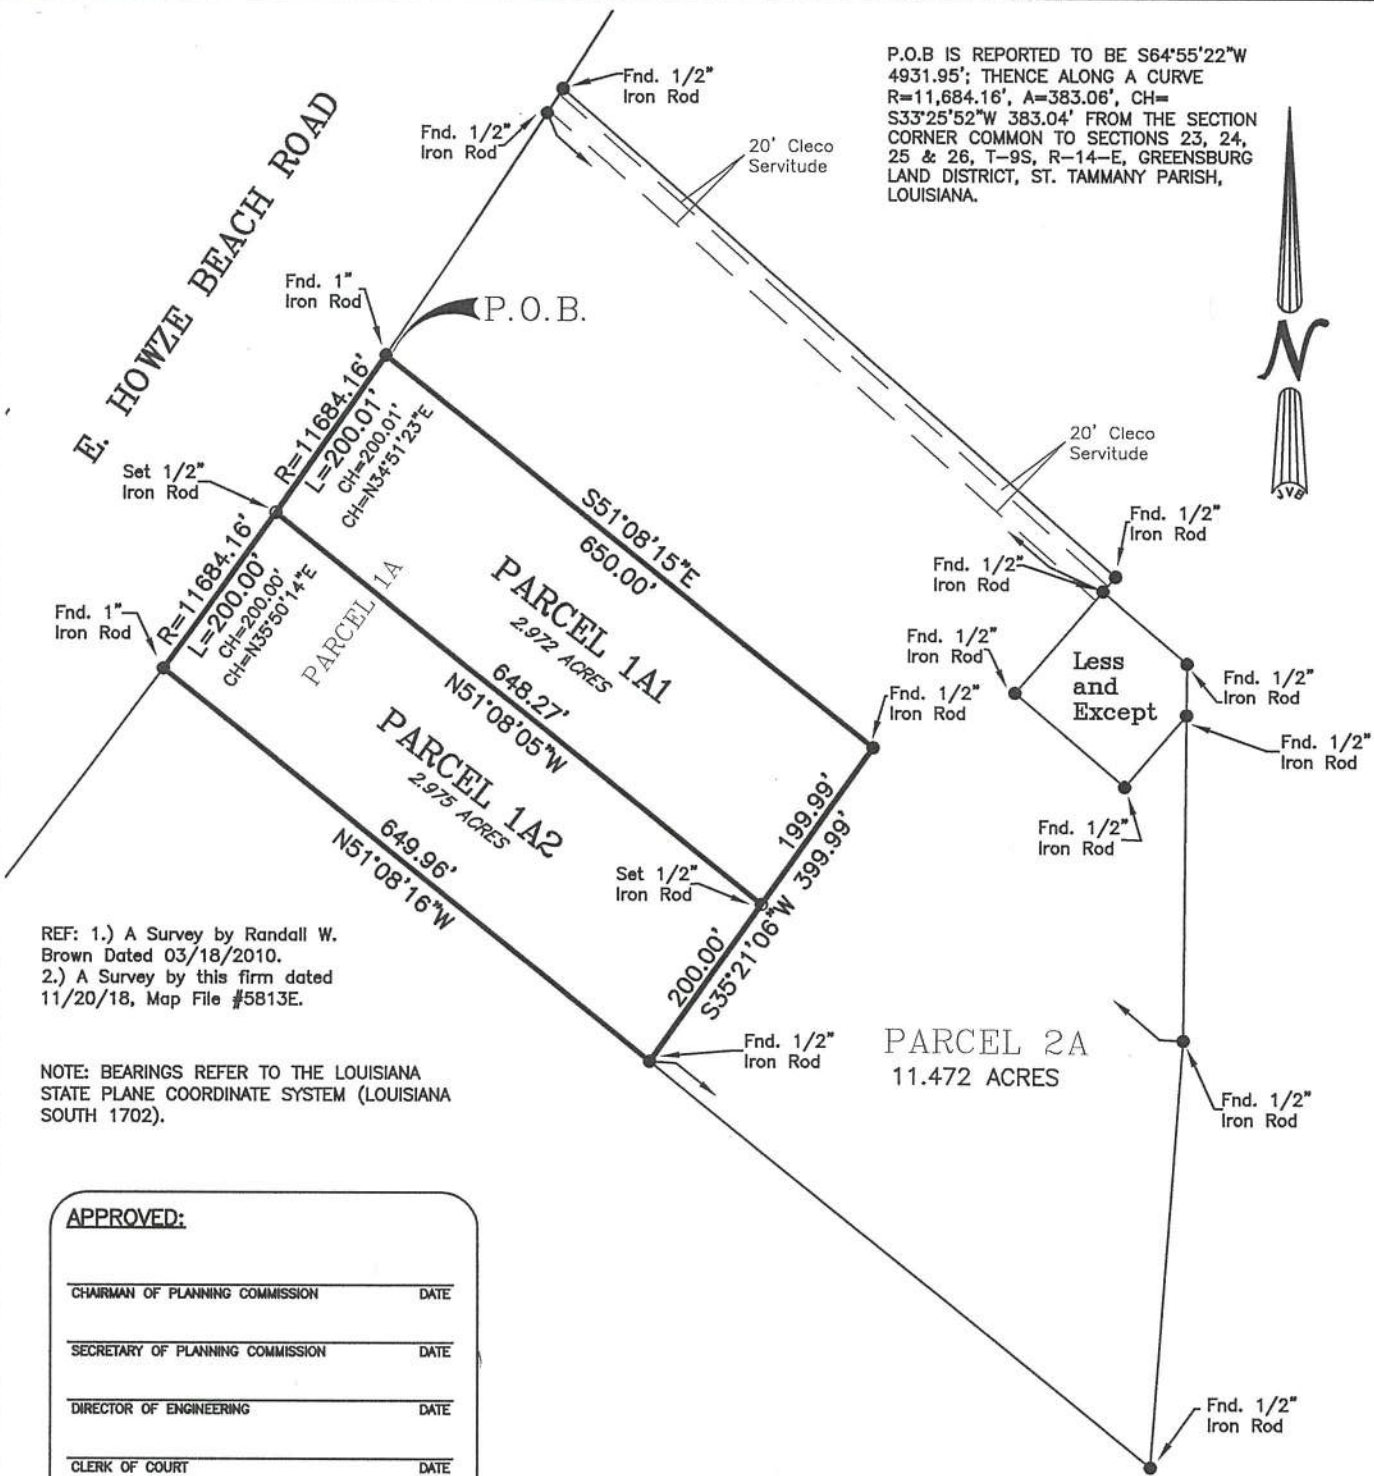 P.O.B IS REPORTED TO BE S64°55'22"W
4931.95'; THENCE ALONG A CURVE
R=11,684.16', A=383.06', CH=
S33°25'52"W 383.04' FROM THE SECTION
CORNER COMMON TO SECTIONS 23, 24,
25 & 26, T-9S, R-14-E, GREENSBURG
LAND DISTRICT, ST. TAMMANY PARISH,
LOUISIANA.
Fnd. 1/2"
Iron Rod
Fnd. 1/2"
Iron Rod
20' Cleco
Servitude
E. HOWZE BEACH ROAD
Fnd. 1"
Iron Rod
P.O.B.
N
JVB
R=11684.16'
L=200.01'
CH=200.01'
CH=N34°51'23"E
Set 1/2"
Iron Rod
20' Cleco
Servitude
S51°08'15"E
650.00'
Fnd. 1/2"
Iron Rod
Fnd. 1/2"
Iron Rod
R=11684.16'
L=200.00'
CH=200.00'
CH=N35°50'14"E
PARCEL 1A
PARCEL 1A1
2.972 ACRES
Fnd. 1"
Iron Rod
Fnd. 1/2"
Iron Rod
Less
and
Except
Fnd. 1/2"
Iron Rod
Fnd. 1/2"
Iron Rod
Fnd. 1/2"
Iron Rod
648.27'
N51°08'05"W
PARCEL 1A2
2.975 ACRES
Fnd. 1/2"
Iron Rod
649.96'
N51°08'16"W
199.99'
Set 1/2"
Iron Rod
200.00'
S35°21'06"W 399.99'
REF: 1.) A Survey by Randall W.
Brown Dated 03/18/2010.
2.) A Survey by this firm dated
11/20/18, Map File #5813E.
Fnd. 1/2"
Iron Rod
PARCEL 2A
11.472 ACRES
NOTE: BEARINGS REFER TO THE LOUISIANA
STATE PLANE COORDINATE SYSTEM (LOUISIANA
SOUTH 1702).
Fnd. 1/2"
Iron Rod
APPROVED:
CHAIRMAN OF PLANNING COMMISSION DATE
SECRETARY OF PLANNING COMMISSION DATE
DIRECTOR OF ENGINEERING DATE
CLERK OF COURT DATE
Fnd. 1/2"
Iron Rod